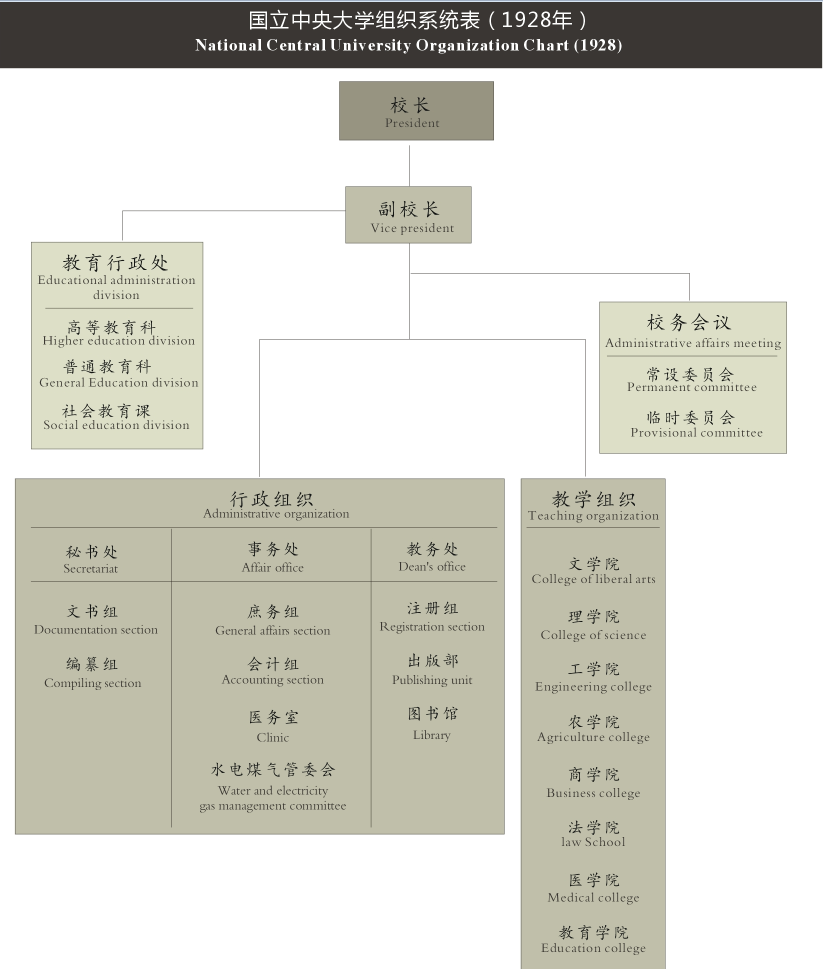 国立中央大学组织系统表（1928年）
National Central University Organization Chart (1928)
校长
President
副校长
Vice president
教育行政处
Educational administration
division
高等教育科
Higher education division
普通教育科
General Education division
社会教育课
Social education division
校务会议
Administrative affairs meeting
常设委员会
Permanent committee
临时委员会
Provisional committee
行政组织
Administrative organization
秘书处
Secretariat
文书组
Documentation section
编纂组
Compiling section
事务处
Affair office
庶务组
General affairs section
会计组
Accounting section
医务室
Clinic
水电煤气管委会
Water and electricity
gas management committee
教务处
Dean's office
注册组
Registration section
出版部
Publishing unit
图书馆
Library
教学组织
Teaching organization
文学院
College of liberal arts
理学院
College of science
工学院
Engineering college
农学院
Agriculture college
商学院
Business college
法学院
law School
医学院
Medical college
教育学院
Education college